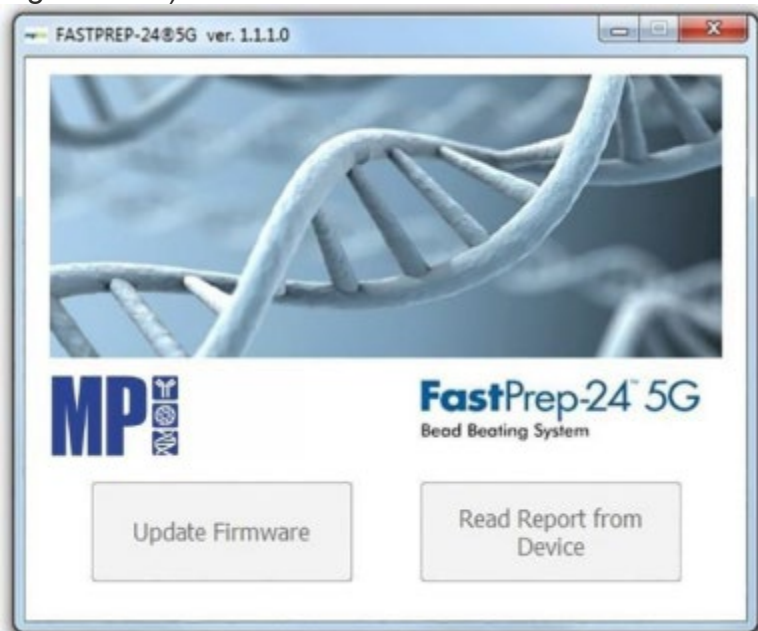 FASTPREP-24®5G ver. 1.1.1.0
MP
FastPrep-24™ 5G
Bead Beating System
Update Firmware
Read Report from
Device